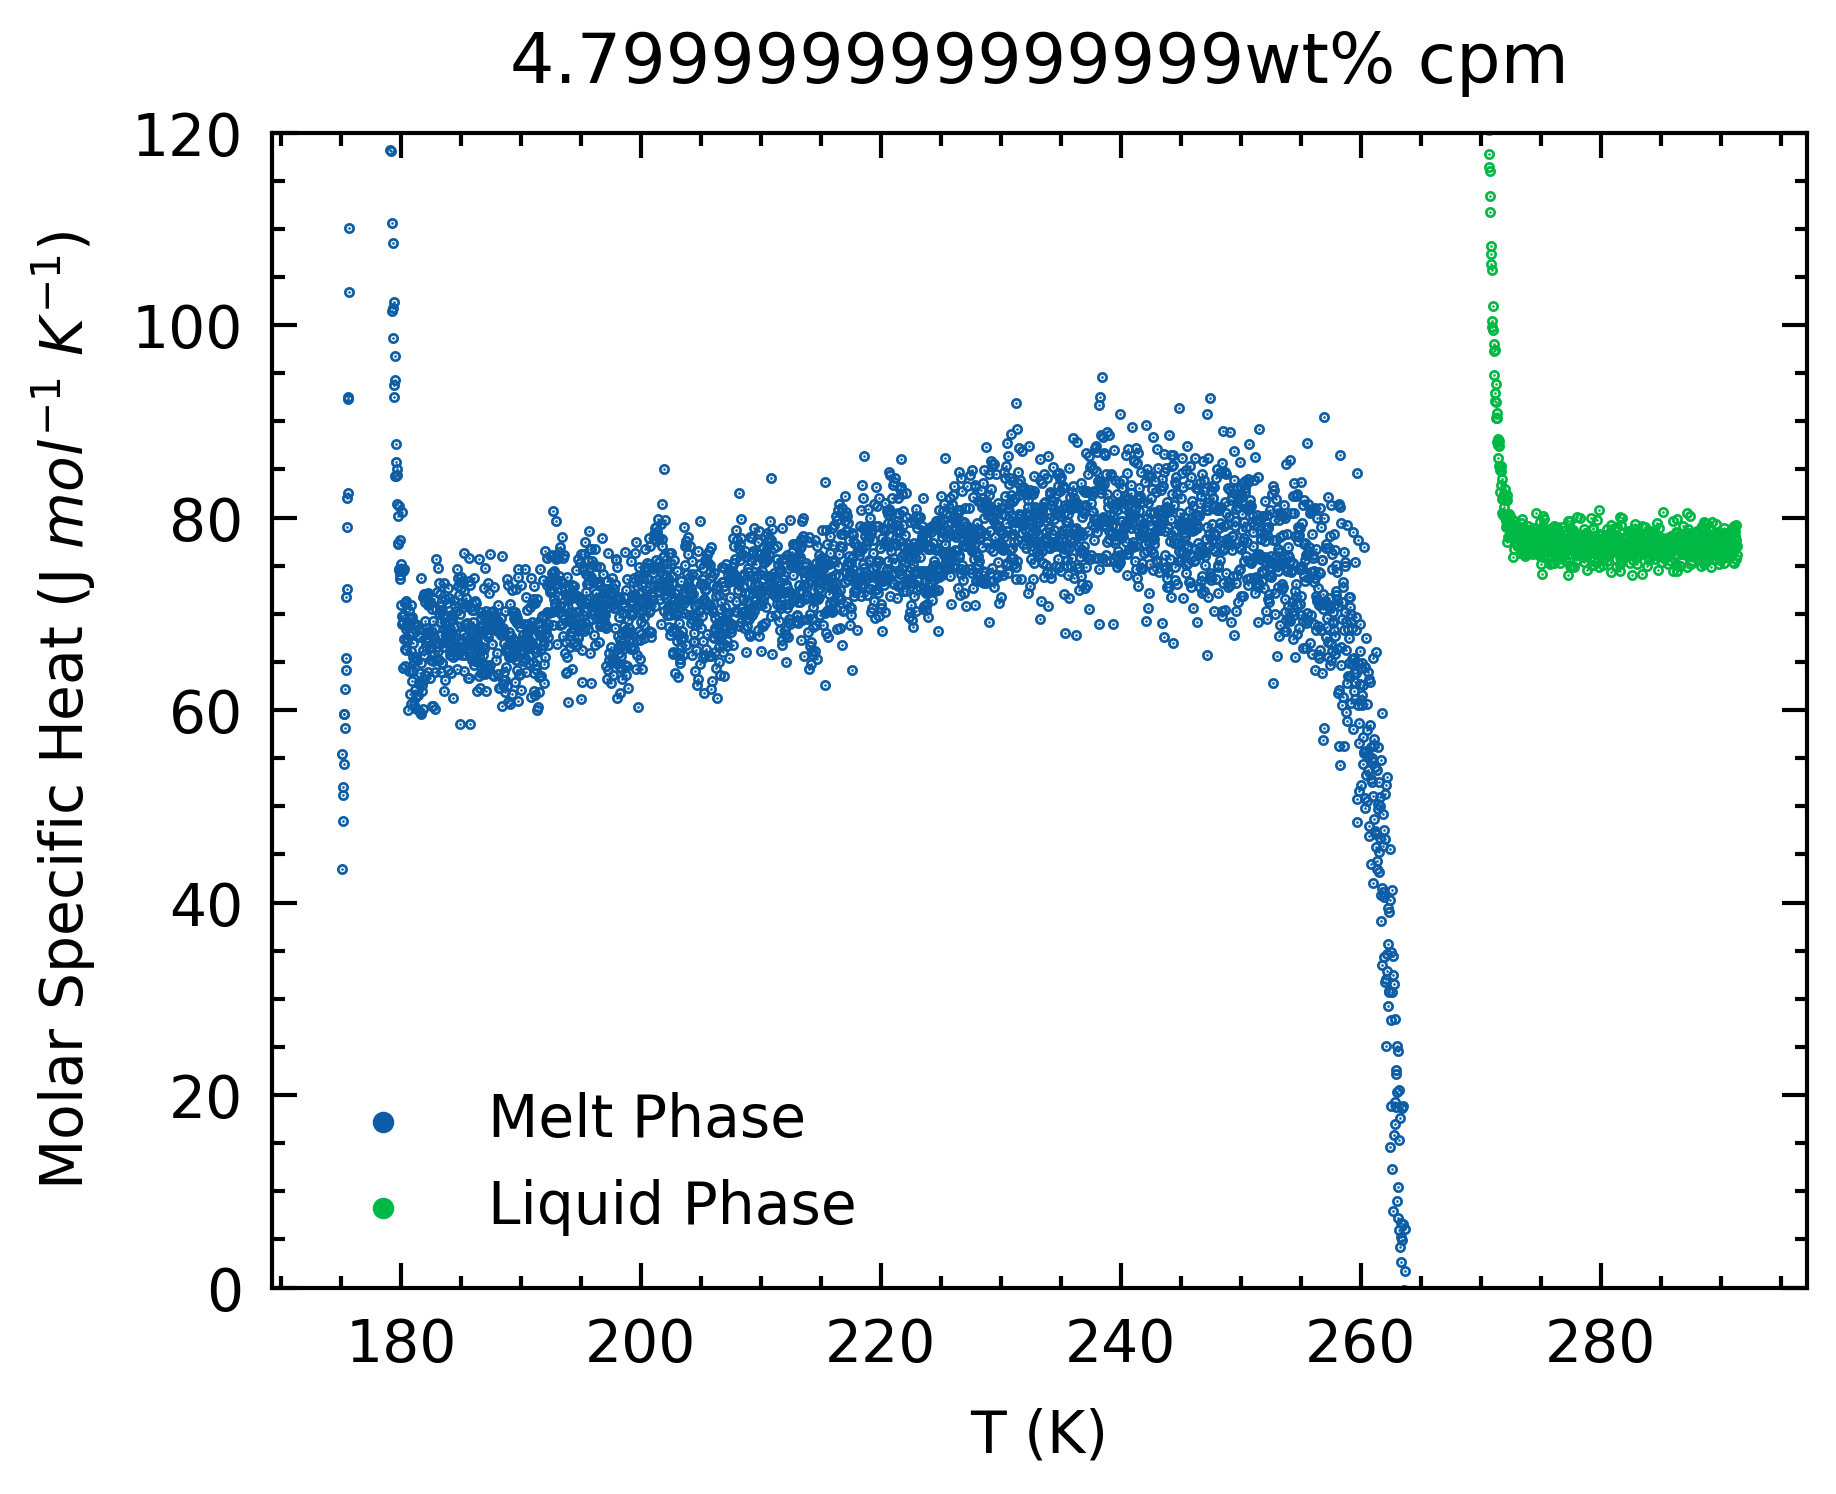 4.799999999999999wt% cpm
Molar Specific Heat (J mol⁻¹ K⁻¹)
120
100
80
60
40
20
0
Melt Phase
Liquid Phase
180 200 220 240 260 280
T (K)